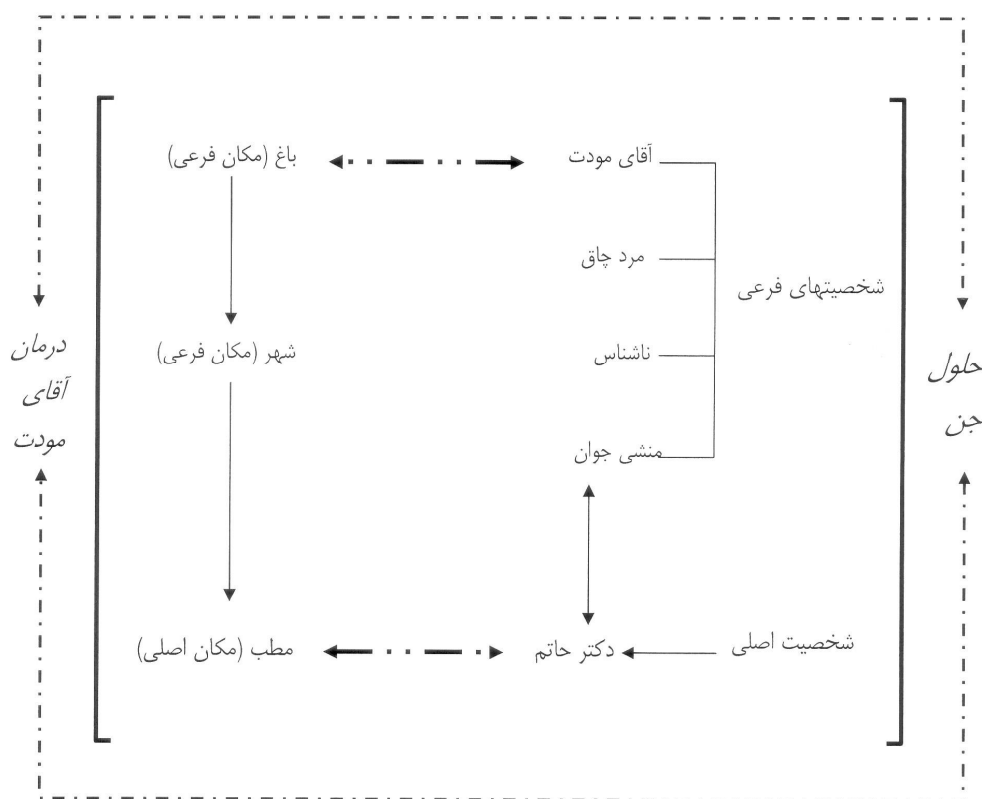 آقای مودت
باغ (مکان فرعی)
مرد چاق
شخصیتهای فرعی
ناشناس
شهر (مکان فرعی)
حلول
جن
درمان
آقای
مودت
منشی جوان
شخصیت اصلی
دکتر حاتم
مطب (مکان اصلی)